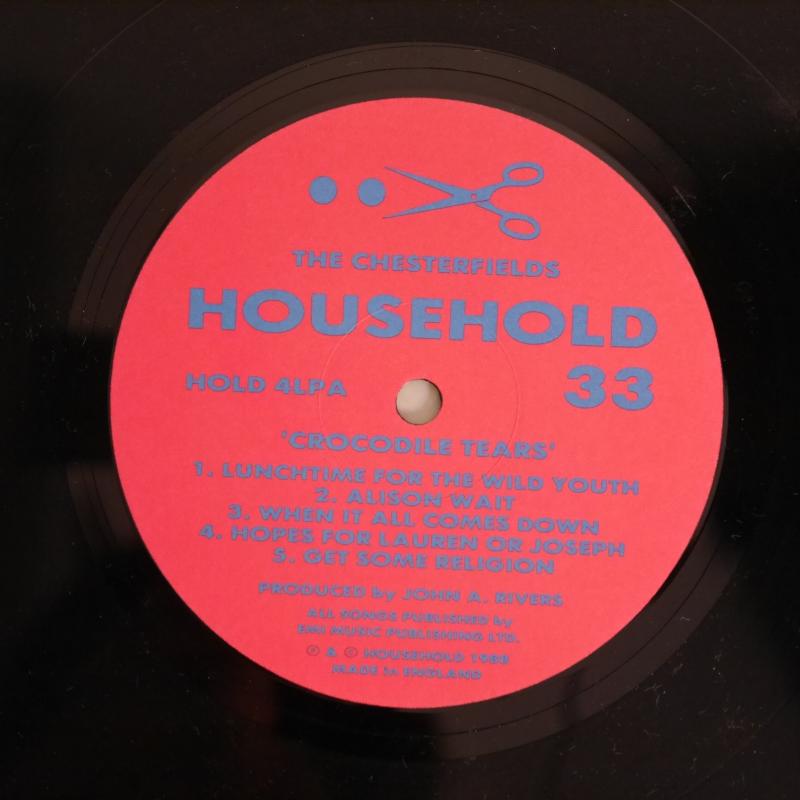 THE CHESTERFIELDS
HOUSEHOLD
HOLD 4LPA 33
'CROCODILE TEARS'
1. LUNCHTIME FOR THE WILD YOUTH
2. ALISON WAIT
3. WHEN IT ALL COMES DOWN
4. HOPES FOR LAUREN OR JOSEPH
5. GET SOME RELIGION
PRODUCED by JOHN A. RIVERS
ALL SONGS PUBLISHED by
EMI MUSIC PUBLISHING LTD.
℗ & © HOUSEHOLD 1988
MADE in ENGLAND